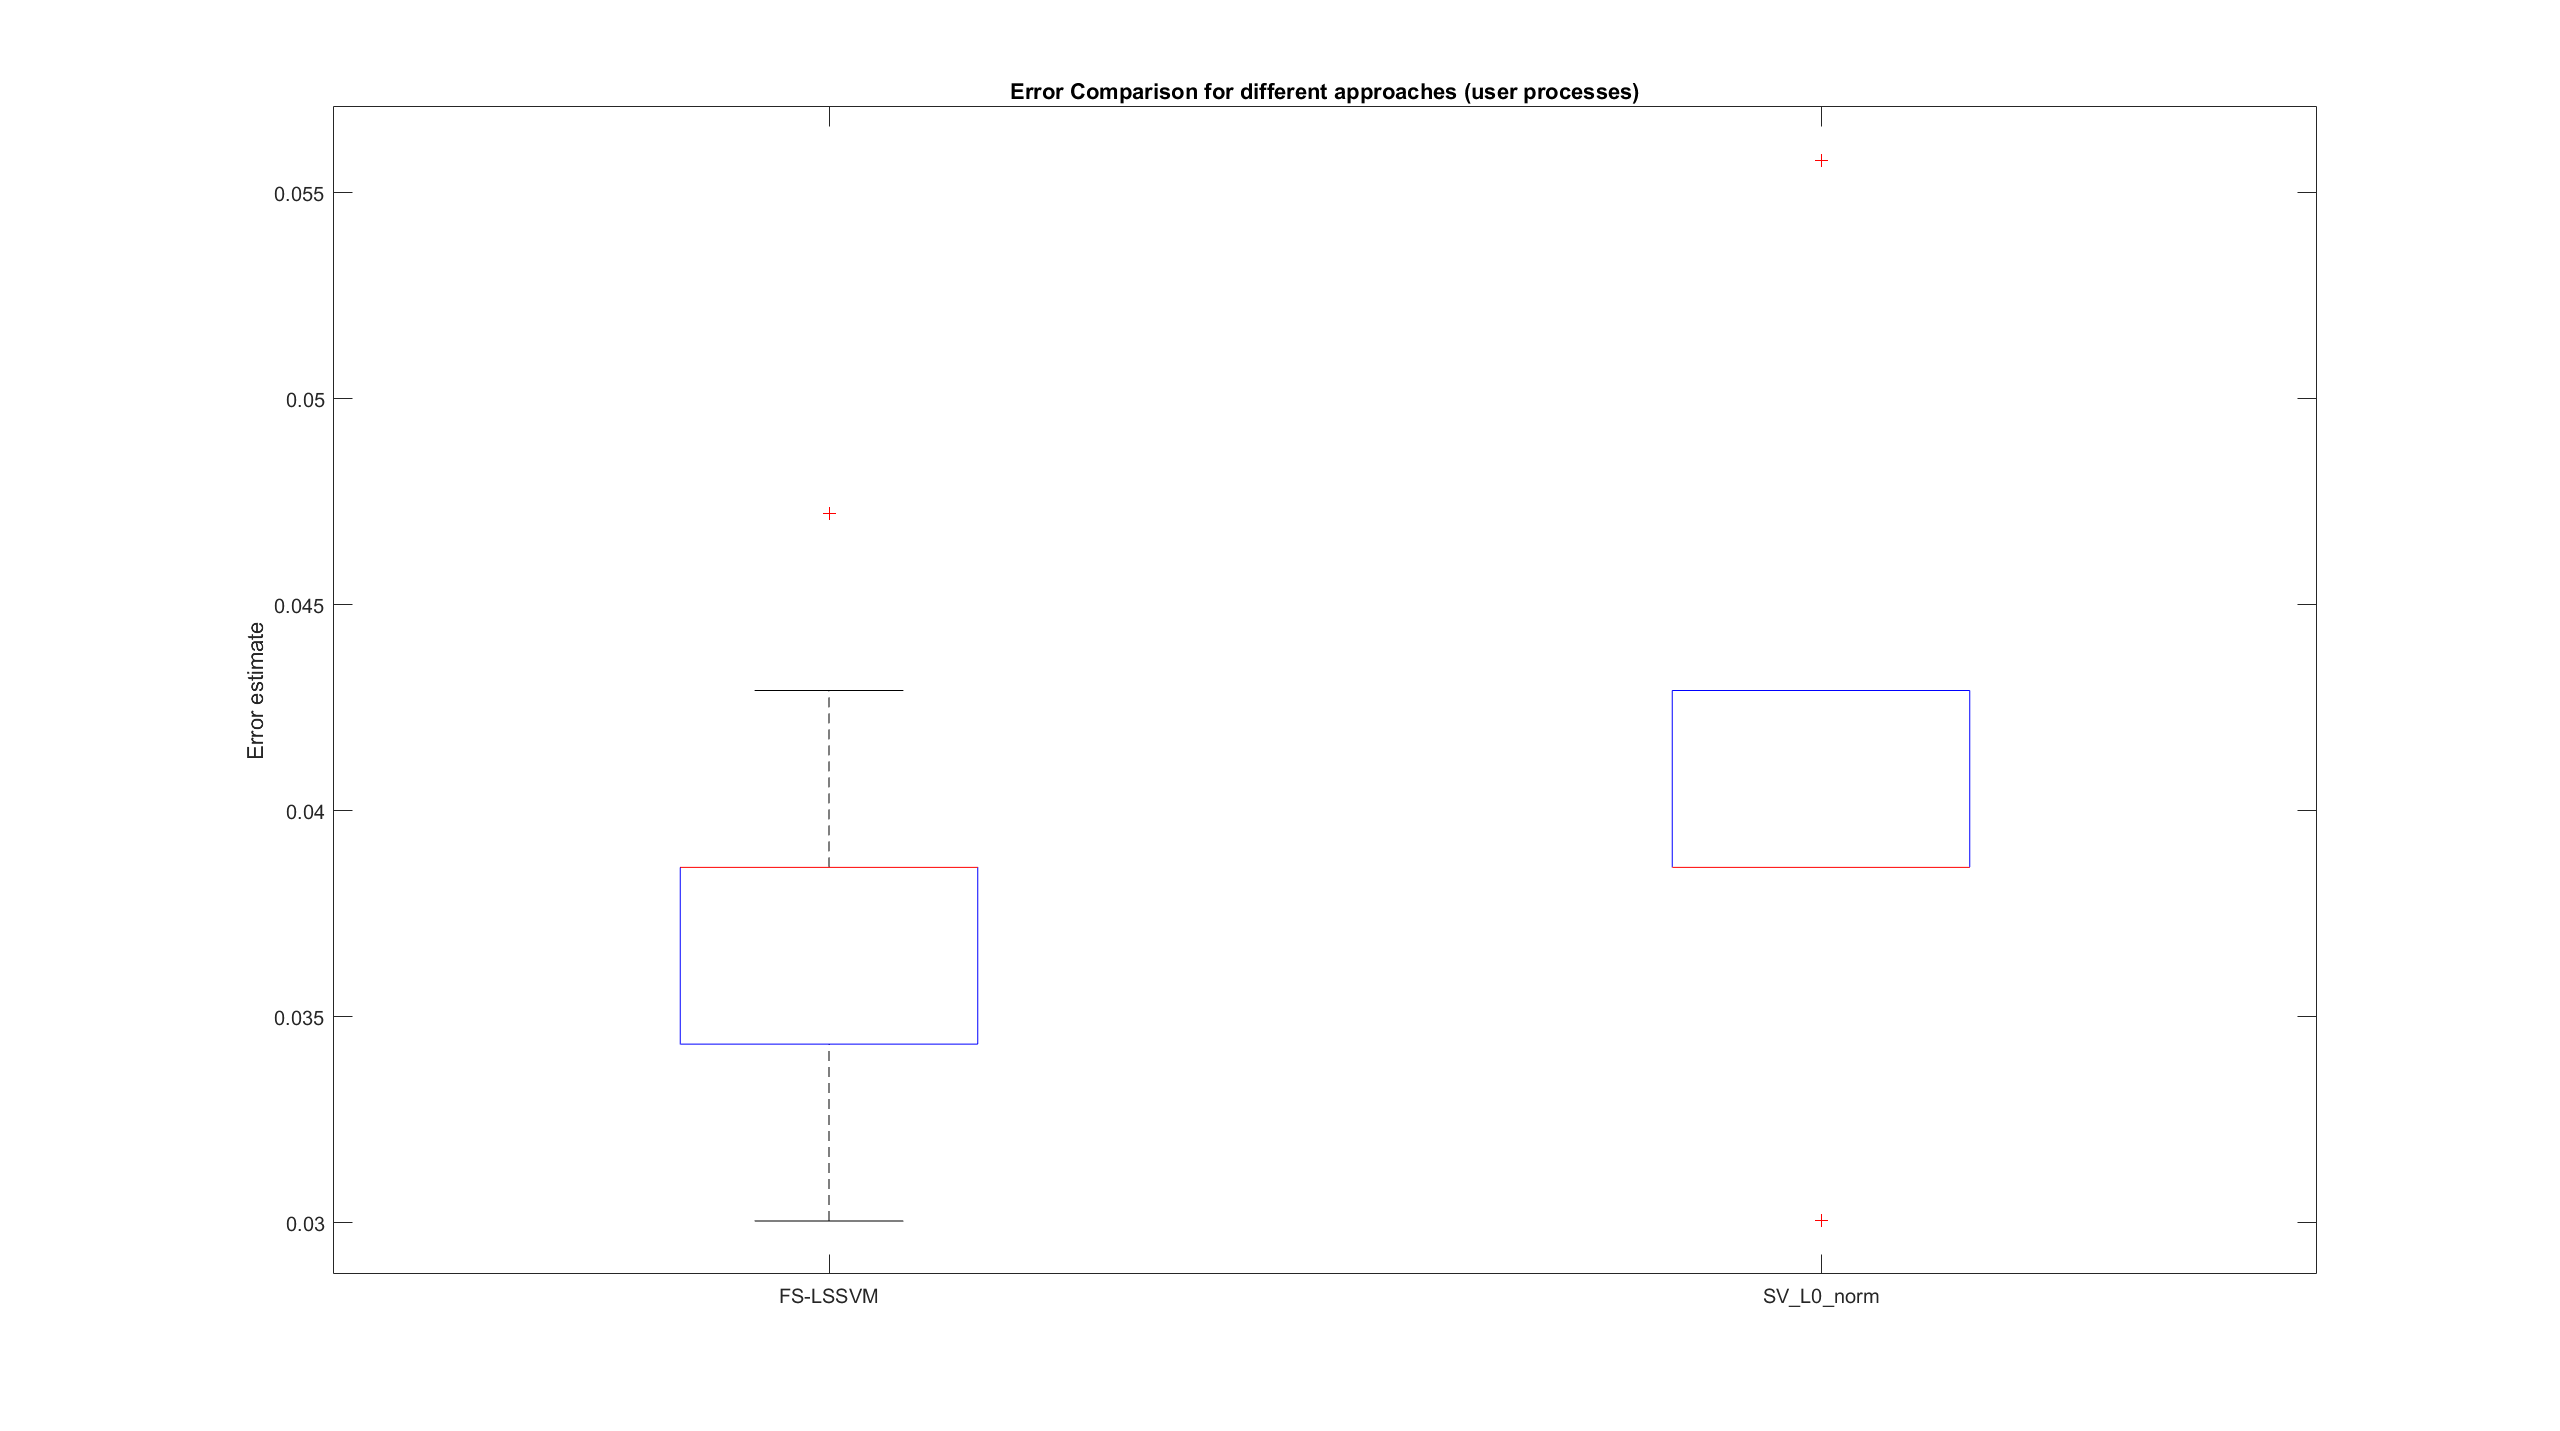 Error Comparison for different approaches (user processes)
0.055
0.05
0.045
0.04
0.035
0.03
Error estimate
FS-LSSVM
SV_L0_norm